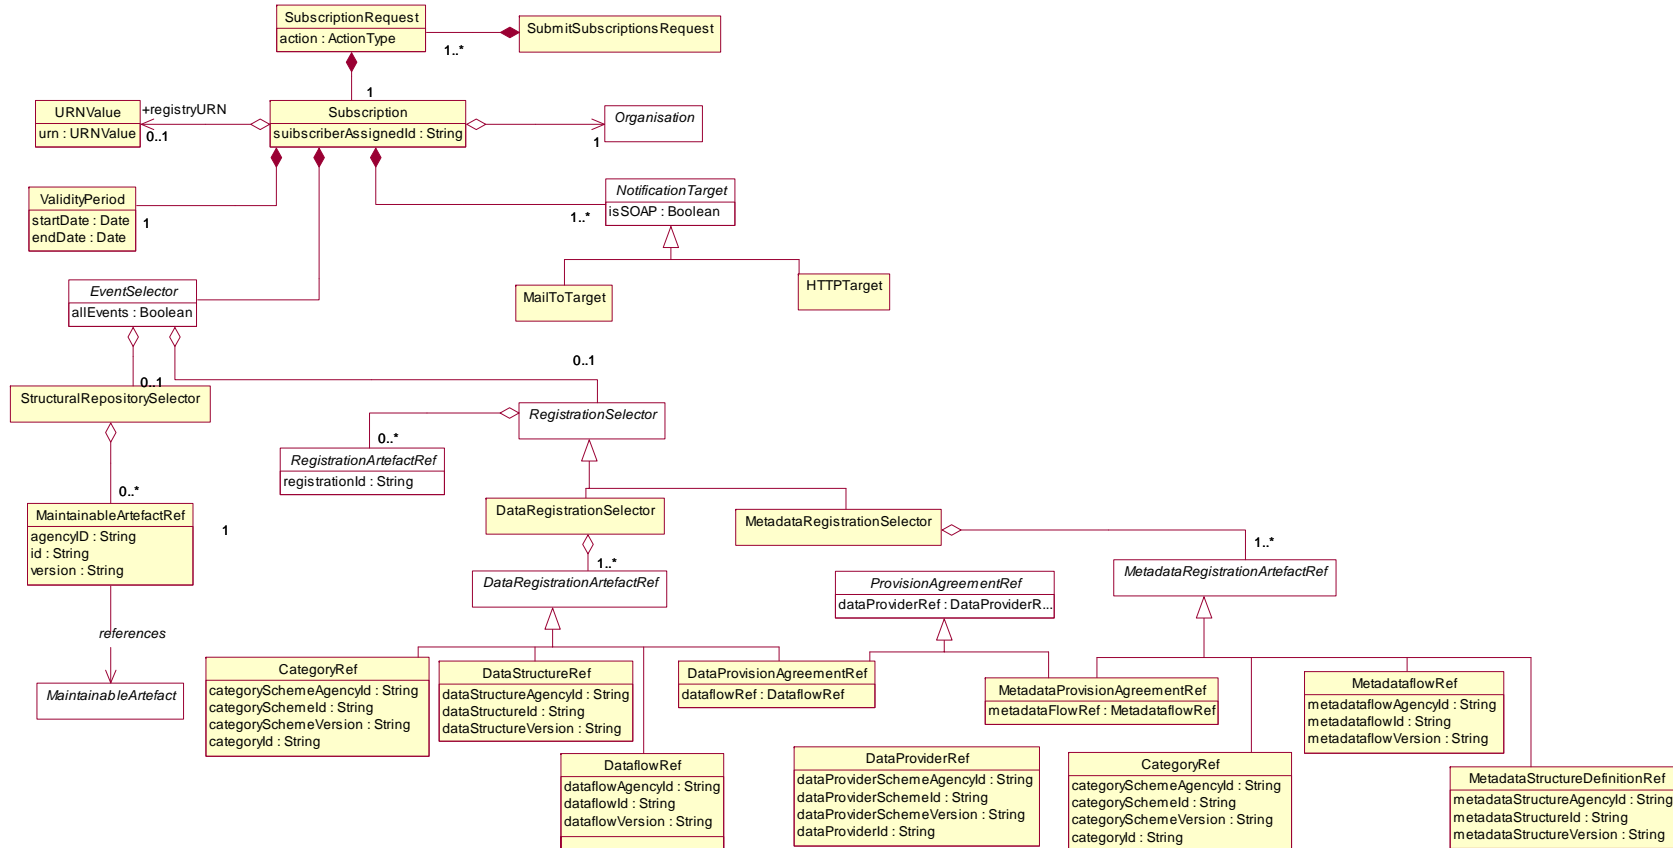 SubscriptionRequest
action : ActionType
1..*
SubmitSubscriptionsRequest
1
URNValue
urn : URNValue
+registryURN
0..1
Subscription
suibscriberAssignedId : String
1
Organisation
ValidityPeriod
startDate : Date
endDate : Date
1
1..*
NotificationTarget
isSOAP : Boolean
MailToTarget
HTTPTarget
EventSelector
allEvents : Boolean
0..1
0..1
StructuralRepositorySelector
RegistrationSelector
0..*
RegistrationArtefactRef
registrationId : String
0..*
MaintainableArtefactRef
agencyID : String
id : String
version : String
1
DataRegistrationSelector
MetadataRegistrationSelector
1..*
1..*
DataRegistrationArtefactRef
ProvisionAgreementRef
dataProviderRef : DataProviderR...
MetadataRegistrationArtefactRef
references
MaintainableArtefact
CategoryRef
categorySchemeAgencyId : String
categorySchemeId : String
categorySchemeVersion : String
categoryId : String
DataStructureRef
dataStructureAgencyId : String
dataStructureId : String
dataStructureVersion : String
DataProvisionAgreementRef
dataflowRef : DataflowRef
MetadataProvisionAgreementRef
metadataFlowRef : MetadataflowRef
MetadataflowRef
metadataflowAgencyId : String
metadataflowId : String
metadataflowVersion : String
DataflowRef
dataflowAgencyId : String
dataflowId : String
dataflowVersion : String
DataProviderRef
dataProviderSchemeAgencyId : String
dataProviderSchemeId : String
dataProviderSchemeVersion : String
dataProviderId : String
CategoryRef
categorySchemeAgencyId : String
categorySchemeId : String
categorySchemeVersion : String
categoryId : String
MetadataStructureDefinitionRef
metadataStructureAgencyId : String
metadataStructureId : String
metadataStructureVersion : String